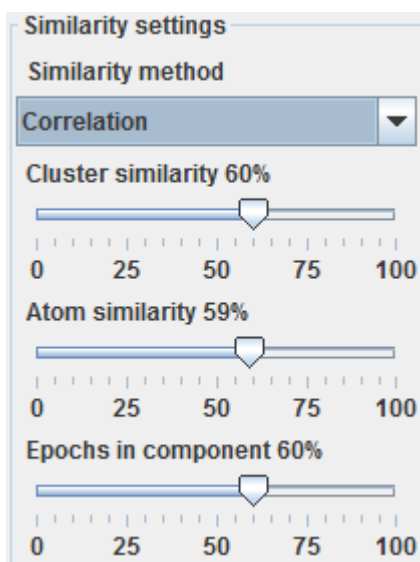 Similarity settings
Similarity method
Correlation
Cluster similarity 60%
0 25 50 75 100
Atom similarity 59%
0 25 50 75 100
Epochs in component 60%
0 25 50 75 100